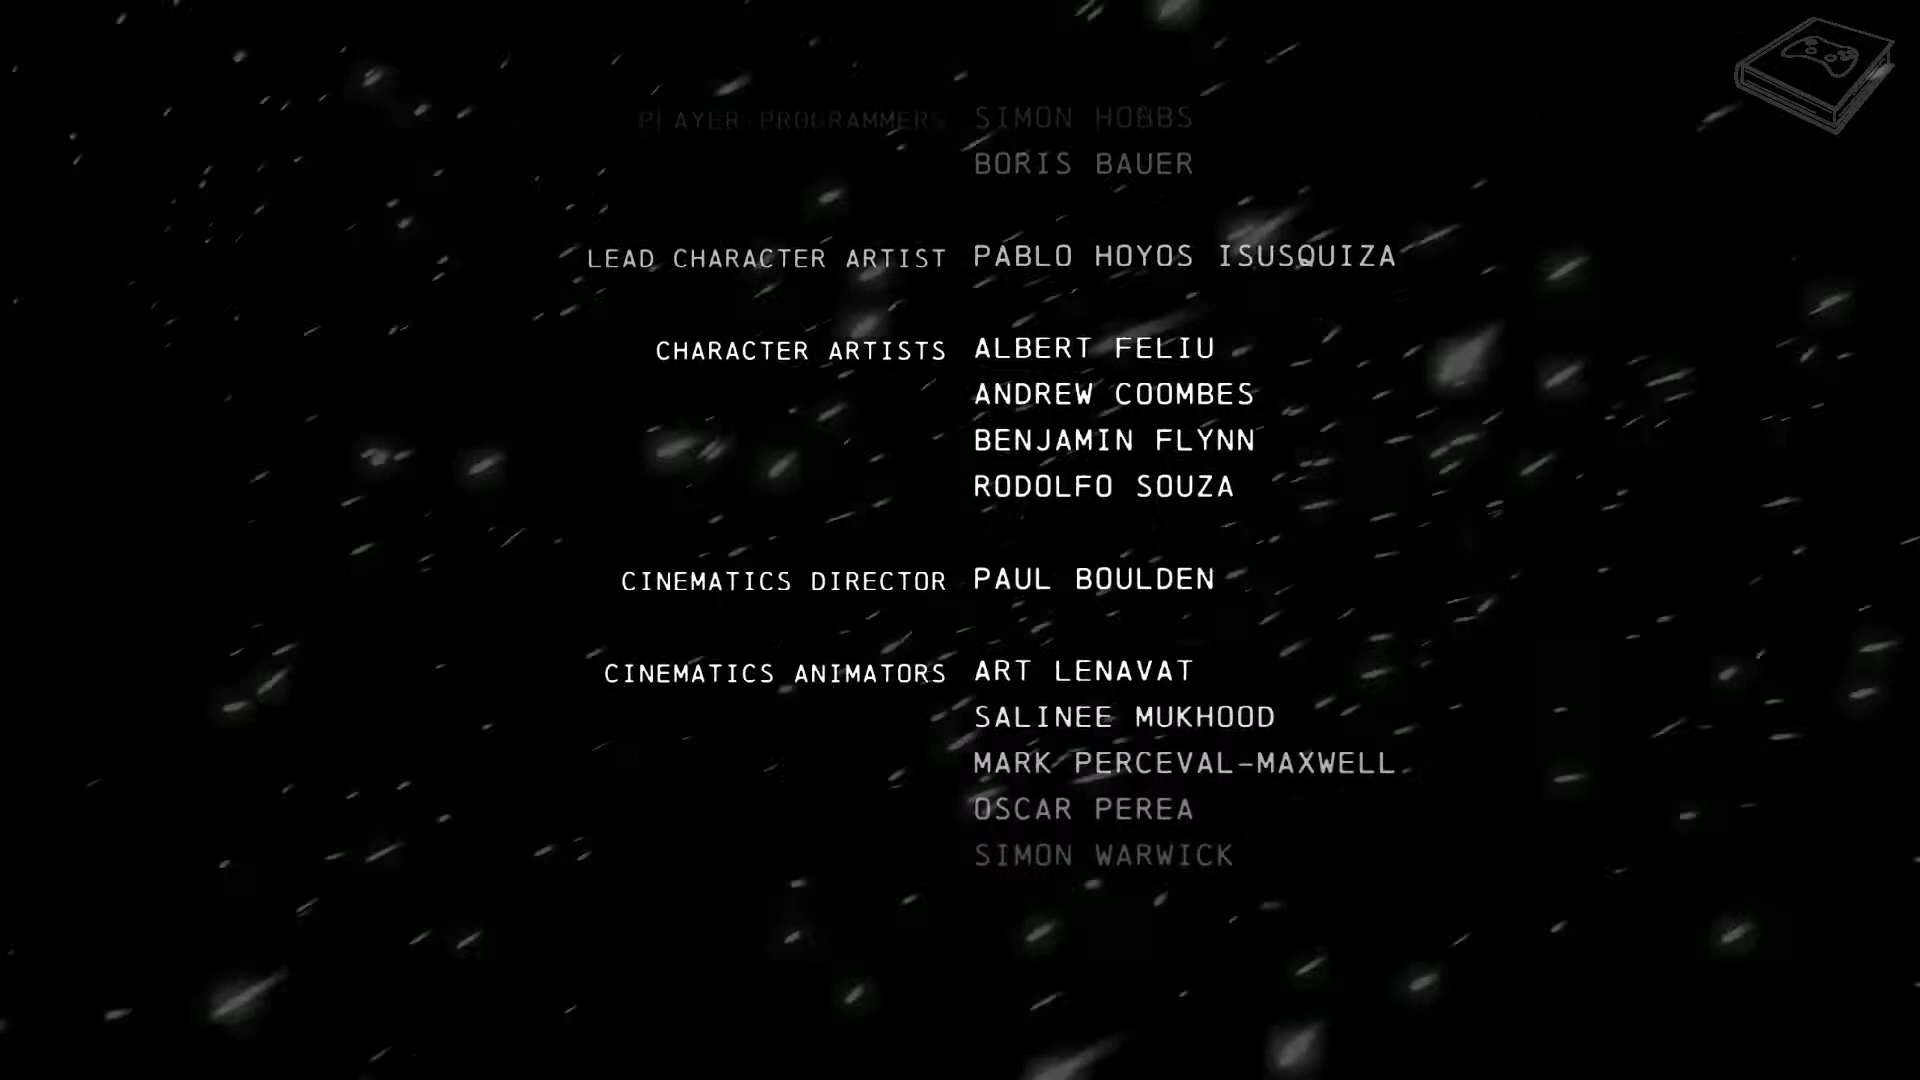 PLAYER PROGRAMMERS SIMON HOBBS
BORIS BAUER
LEAD CHARACTER ARTIST PABLO HOYOS ISUSQUIZA
CHARACTER ARTISTS ALBERT FELIU
ANDREW COOMBES
BENJAMIN FLYNN
RODOLFO SOUZA
CINEMATICS DIRECTOR PAUL BOULDEN
CINEMATICS ANIMATORS ART LENAVAT
SALINEE MUKHOOD
MARK PERCEVAL-MAXWELL
OSCAR PEREA
SIMON WARWICK